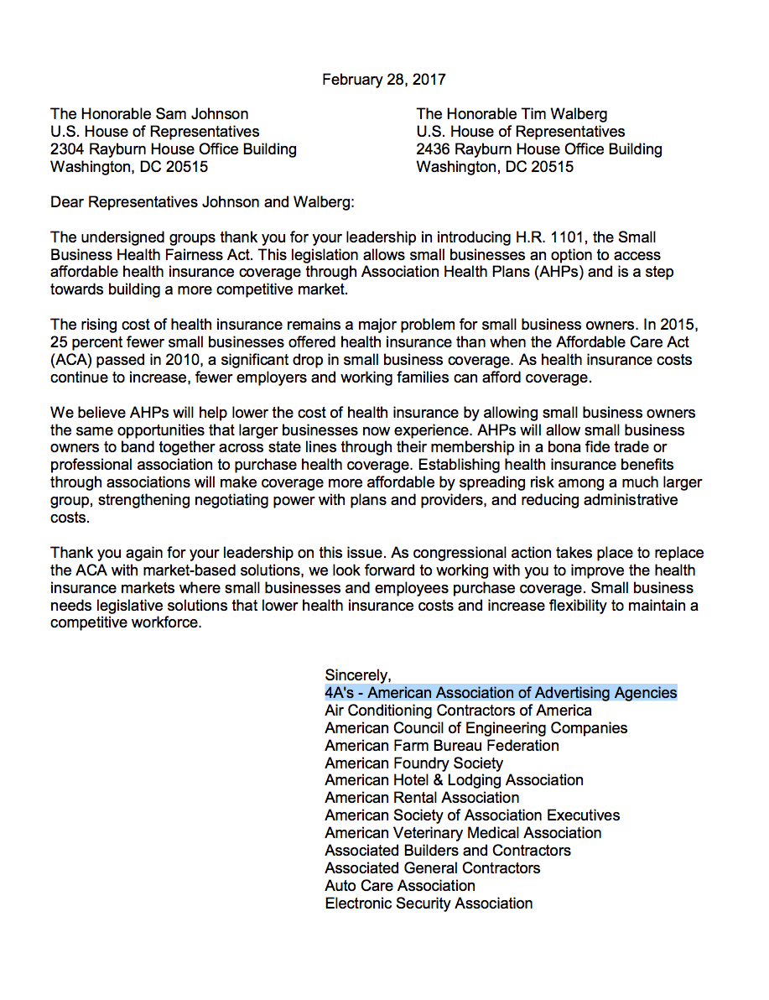 February 28, 2017
The Honorable Sam Johnson
U.S. House of Representatives
2304 Rayburn House Office Building
Washington, DC 20515
The Honorable Tim Walberg
U.S. House of Representatives
2436 Rayburn House Office Building
Washington, DC 20515
Dear Representatives Johnson and Walberg:
The undersigned groups thank you for your leadership in introducing H.R. 1101, the Small
Business Health Fairness Act. This legislation allows small businesses an option to access
affordable health insurance coverage through Association Health Plans (AHPs) and is a step
towards building a more competitive market.
The rising cost of health insurance remains a major problem for small business owners. In 2015,
25 percent fewer small businesses offered health insurance than when the Affordable Care Act
(ACA) passed in 2010, a significant drop in small business coverage. As health insurance costs
continue to increase, fewer employers and working families can afford coverage.
We believe AHPs will help lower the cost of health insurance by allowing small business owners
the same opportunities that larger businesses now experience. AHPs will allow small business
owners to band together across state lines through their membership in a bona fide trade or
professional association to purchase health coverage. Establishing health insurance benefits
through associations will make coverage more affordable by spreading risk among a much larger
group, strengthening negotiating power with plans and providers, and reducing administrative
costs.
Thank you again for your leadership on this issue. As congressional action takes place to replace
the ACA with market-based solutions, we look forward to working with you to improve the health
insurance markets where small businesses and employees purchase coverage. Small business
needs legislative solutions that lower health insurance costs and increase flexibility to maintain a
competitive workforce.
Sincerely,
4A's - American Association of Advertising Agencies
Air Conditioning Contractors of America
American Council of Engineering Companies
American Farm Bureau Federation
American Foundry Society
American Hotel & Lodging Association
American Rental Association
American Society of Association Executives
American Veterinary Medical Association
Associated Builders and Contractors
Associated General Contractors
Auto Care Association
Electronic Security Association